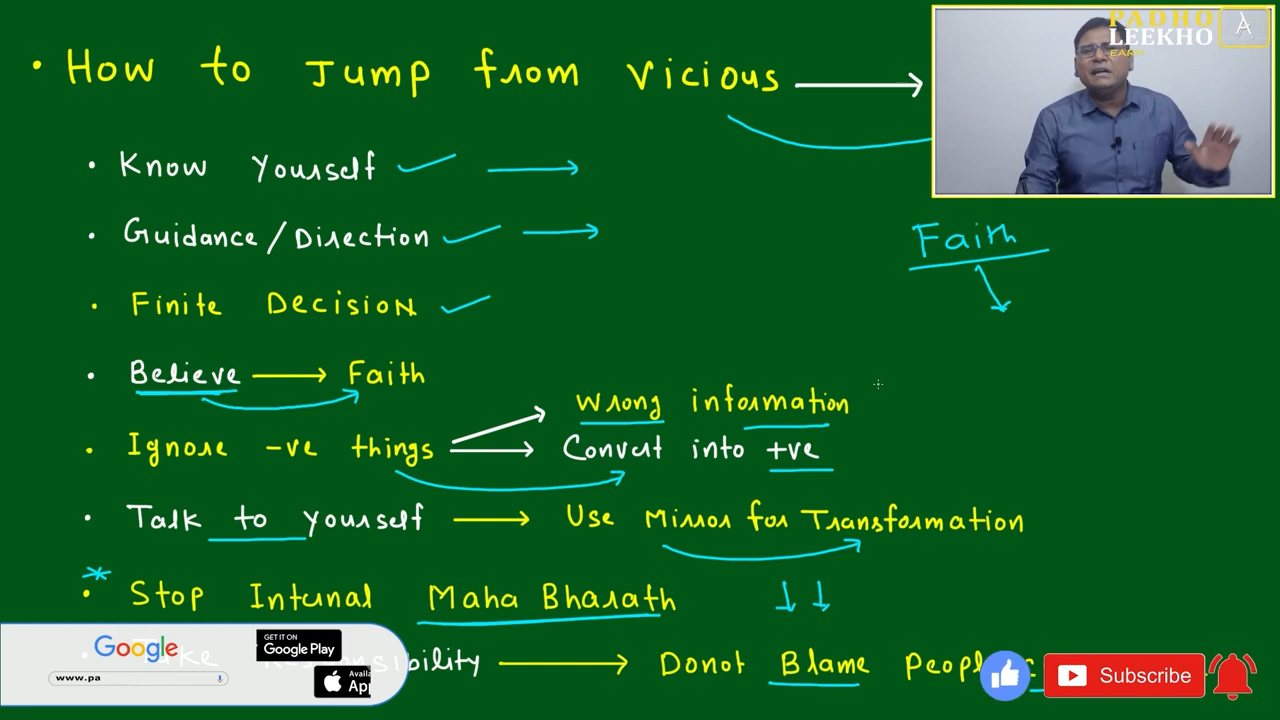 • How to Jump from Vicious →
PADHO
LEEKHO
EARN
• Know Yourself ✓ →
• Guidance/Direction ✓ →
Faith
• Finite Decision ✓
• Believe → Faith
Wrong information
• Ignore -ve things → Convert into +ve
• Talk to yourself → Use Mirror for Transformation
* Stop Internal Maha Bharath ↓ ↓
Google
GET IT ON
Google Play
Donot Blame People
www.pa
Subscribe